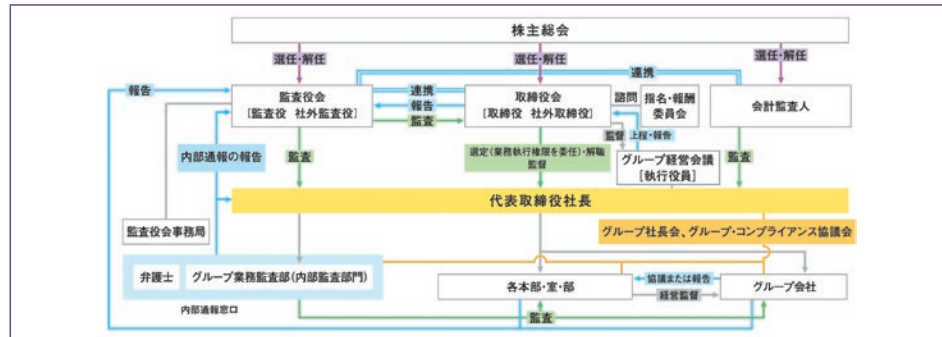 株主総会
選任・解任
選任・解任
選任・解任
連携
報告
監査役会
[監査役 社外監査役]
連携
報告
監査
取締役会
[取締役 社外取締役]
諮問
指名・報酬
委員会
会計監査人
監督
上程・報告
内部通報の報告
監査
選定(業務執行権限を委任)・解職
監督
グループ経営会議
[執行役員]
監査
代表取締役社長
監査役会事務局
グループ社長会、グループ・コンプライアンス協議会
弁護士
グループ業務監査部(内部監査部門)
各本部・室・部
協議または報告
経営監督
グループ会社
内部通報窓口
監査